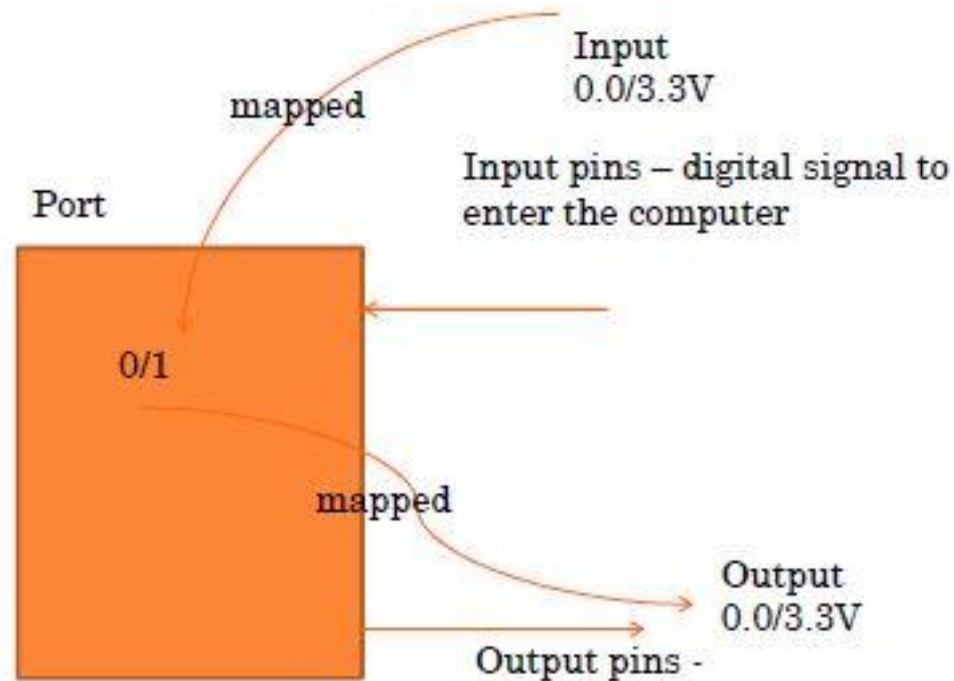 Input
0.0/3.3V
mapped
Input pins – digital signal to
enter the computer
Port
0/1
mapped
Output
0.0/3.3V
Output pins -